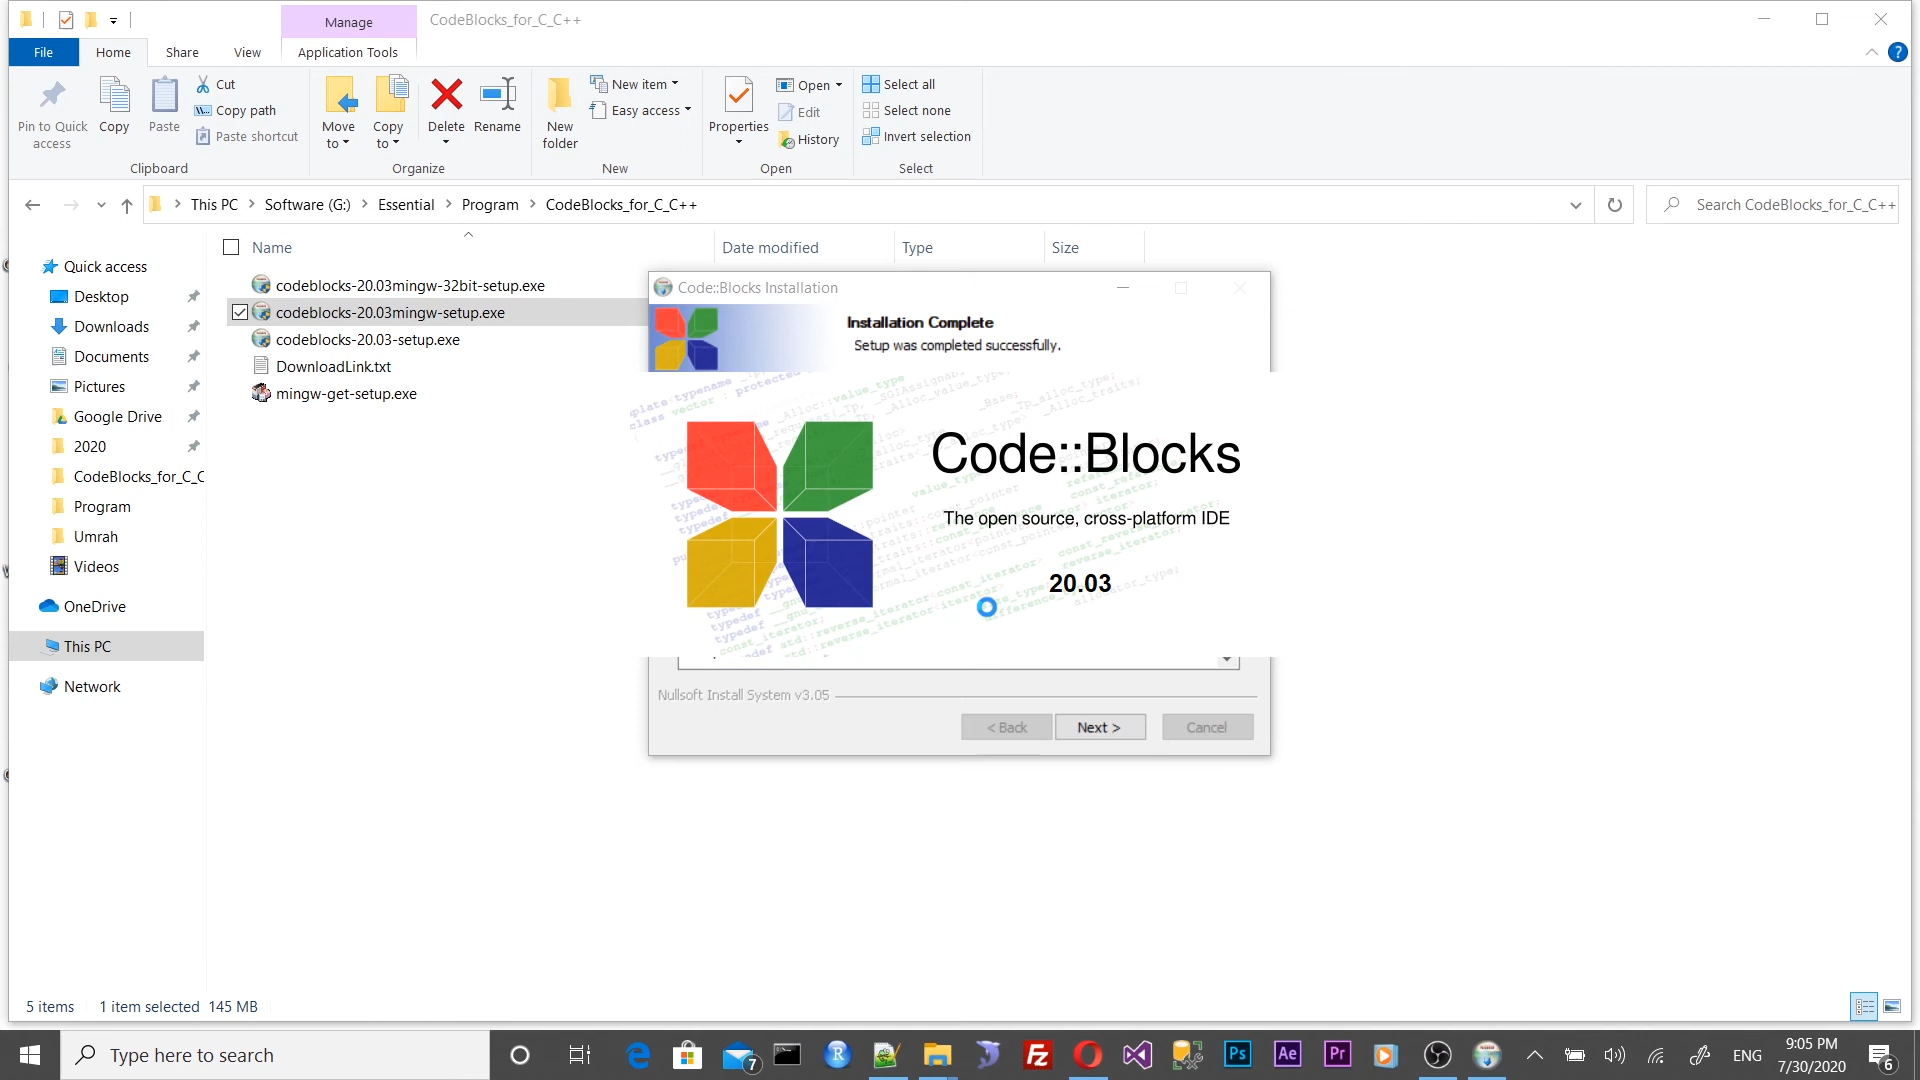 Manage
CodeBlocks_for_C_C++
File
Home
Share
View
Application Tools
Pin to Quick access
Copy
Paste
Cut
Copy path
Paste shortcut
Clipboard
Move to
Copy to
Delete
Rename
Organize
New folder
New item
Easy access
New
Properties
Open
Edit
History
Open
Select all
Select none
Invert selection
Select
This PC
Software (G:)
Essential
Program
CodeBlocks_for_C_C++
Search CodeBlocks_for_C_C++
Name
Date modified
Type
Size
Quick access
Desktop
Downloads
Documents
Pictures
Google Drive
2020
CodeBlocks_for_C_C
Program
Umrah
Videos
OneDrive
This PC
Network
codeblocks-20.03mingw-32bit-setup.exe
codeblocks-20.03mingw-setup.exe
codeblocks-20.03-setup.exe
DownloadLink.txt
mingw-get-setup.exe
Code::Blocks Installation
Installation Complete
Setup was completed successfully.
Code::Blocks
The open source, cross-platform IDE
20.03
Nullsoft Install System v3.05
< Back
Next >
Cancel
5 items
1 item selected 145 MB
Type here to search
7
Ps
Ae
Pr
ENG
9:05 PM
7/30/2020
6